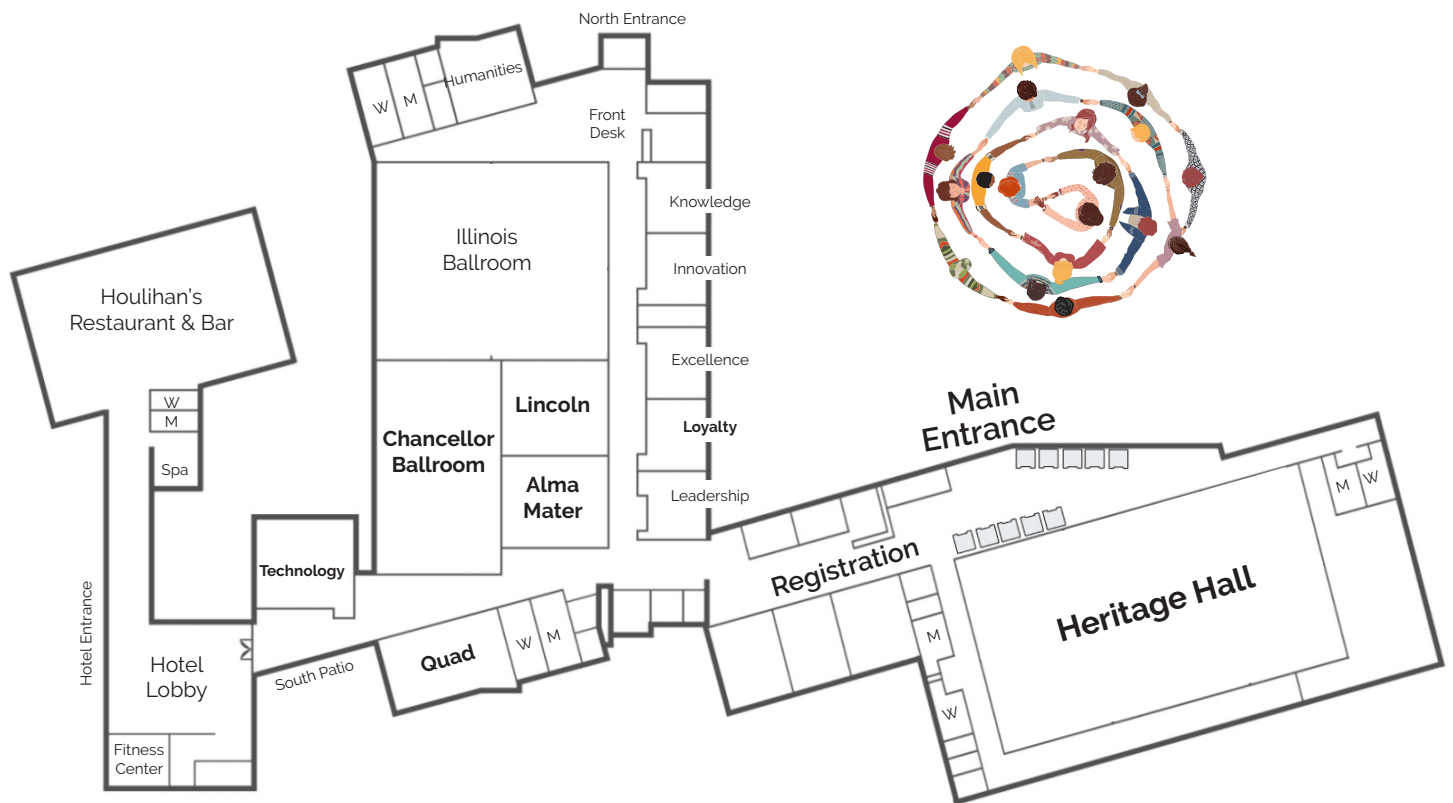 North Entrance
Humanities
W
M
Front
Desk
Knowledge
Illinois
Ballroom
Innovation
Houlihan's
Restaurant & Bar
Excellence
W
M
Lincoln
Chancellor
Ballroom
Loyalty
Main
Entrance
Spa
Alma
Mater
Leadership
M
W
Technology
Registration
Heritage Hall
Hotel Entrance
Hotel
Lobby
South Patio
Quad
W
M
M
W
Fitness
Center